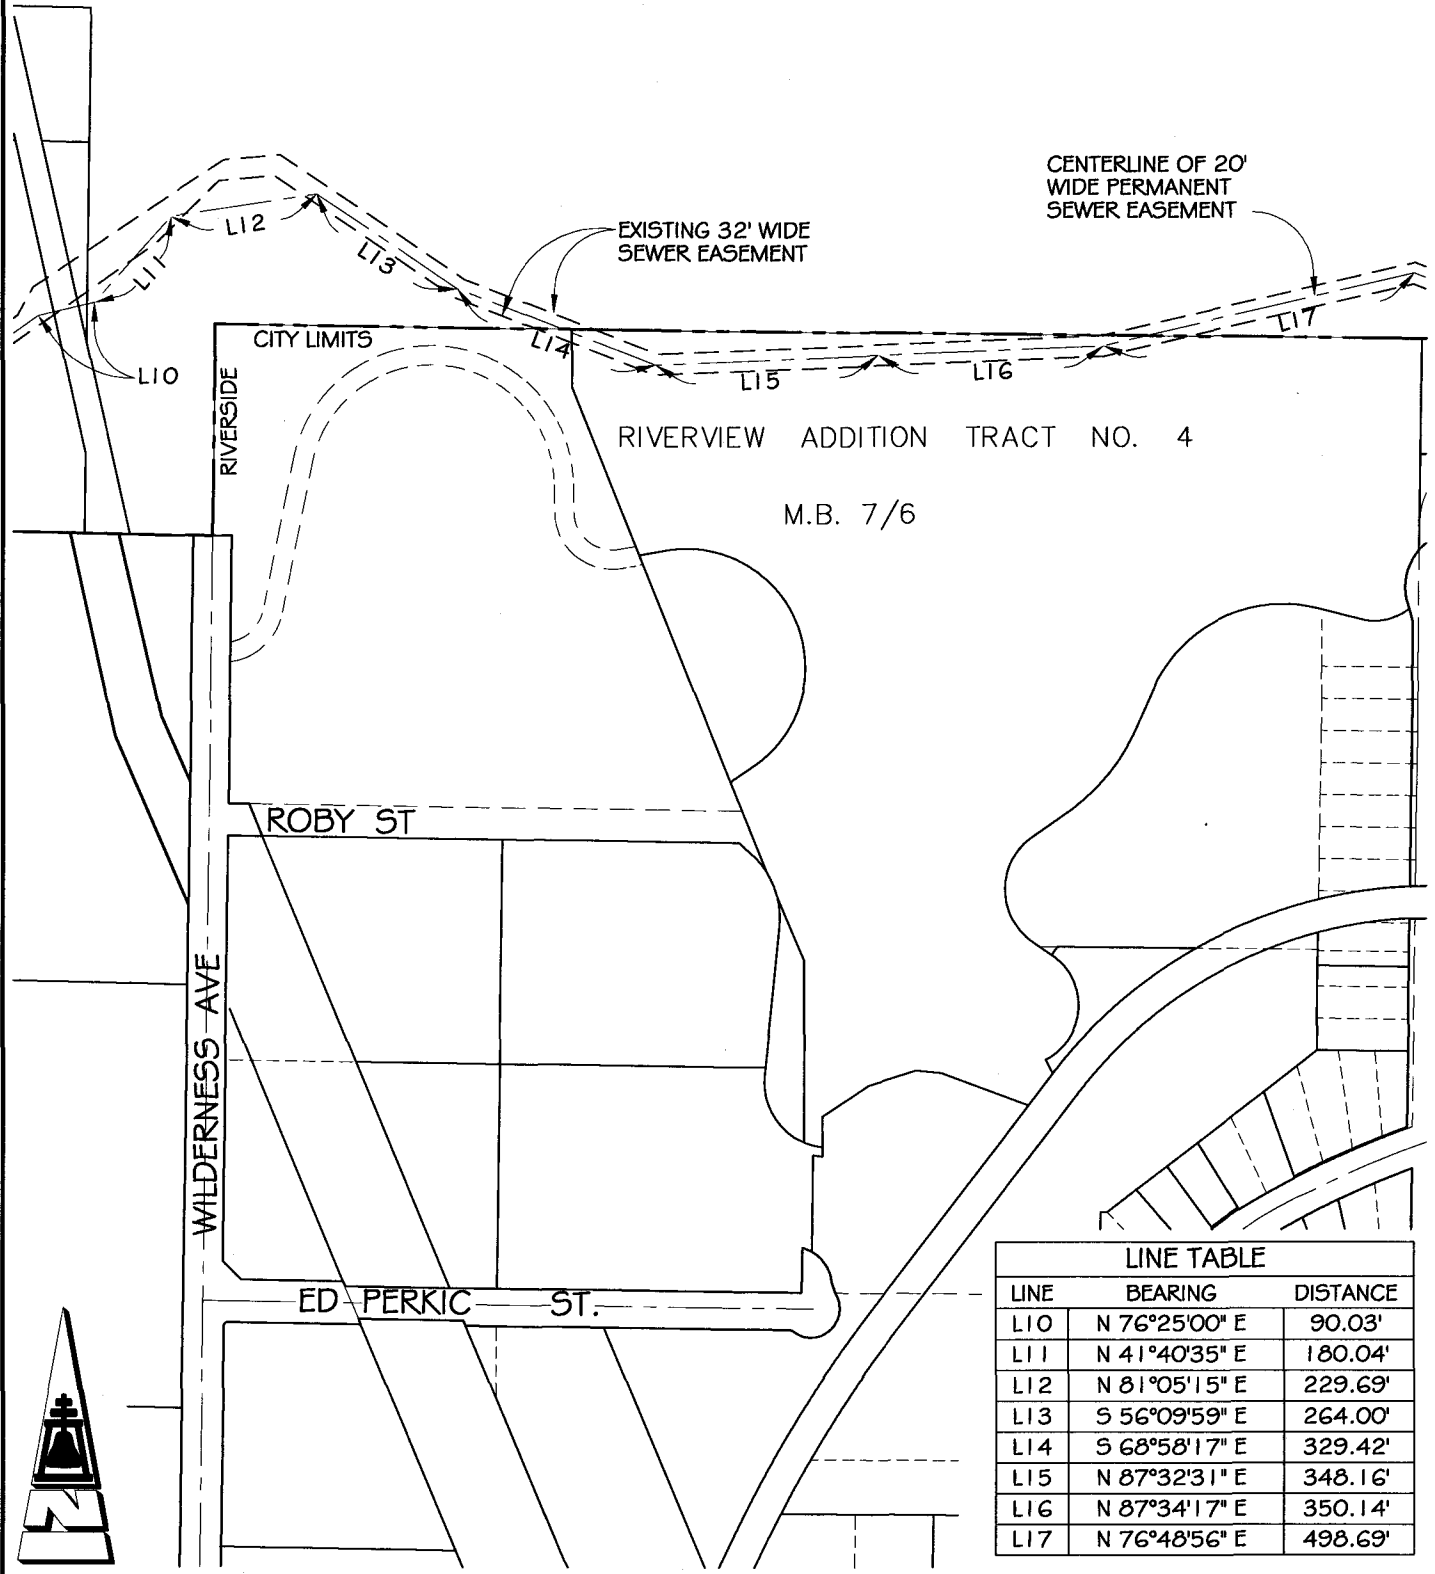 CENTERLINE OF 20'
WIDE PERMANENT
SEWER EASEMENT
EXISTING 32' WIDE
SEWER EASEMENT
L12
L13
L11
L17
CITY LIMITS
L14
L10
L15
L16
RIVERSIDE
RIVERVIEW ADDITION TRACT NO. 4
M.B. 7/6
ROBY ST
WILDERNESS AVE
ED PERKIC ST.
LINE TABLE
LINE BEARING DISTANCE
L10 N 76°25'00" E 90.03'
L11 N 41°40'35" E 180.04'
L12 N 81°05'15" E 229.69'
L13 S 56°09'59" E 264.00'
L14 S 68°58'17" E 329.42'
L15 N 87°32'31" E 348.16'
L16 N 87°34'17" E 350.14'
L17 N 76°48'56" E 498.69'
N